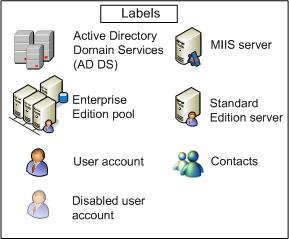 Labels
Active Directory
Domain Services
(AD DS)
MIIS server
Enterprise
Edition pool
Standard
Edition server
User account
Contacts
Disabled user
account